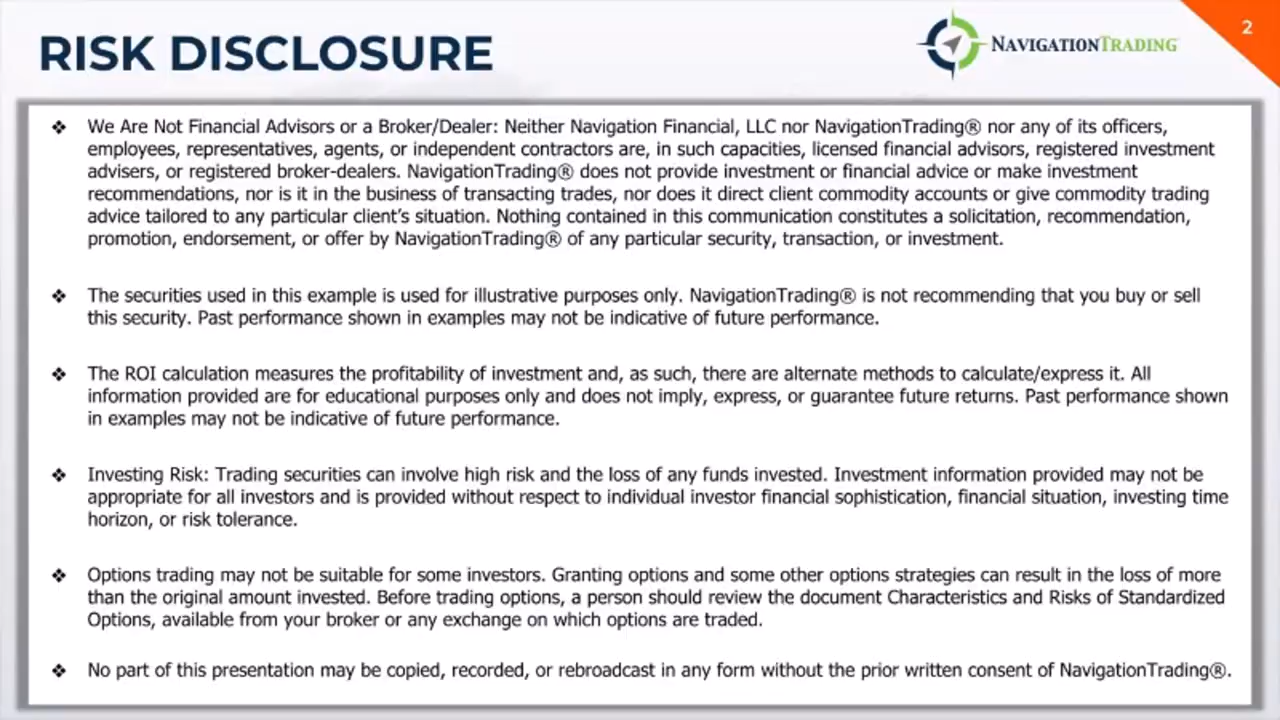 RISK DISCLOSURE
NAVIGATIONTRADING
2
❖ We Are Not Financial Advisors or a Broker/Dealer: Neither Navigation Financial, LLC nor NavigationTrading® nor any of its officers,
employees, representatives, agents, or independent contractors are, in such capacities, licensed financial advisors, registered investment
advisers, or registered broker-dealers. NavigationTrading® does not provide investment or financial advice or make investment
recommendations, nor is it in the business of transacting trades, nor does it direct client commodity accounts or give commodity trading
advice tailored to any particular client’s situation. Nothing contained in this communication constitutes a solicitation, recommendation,
promotion, endorsement, or offer by NavigationTrading® of any particular security, transaction, or investment.
❖ The securities used in this example is used for illustrative purposes only. NavigationTrading® is not recommending that you buy or sell
this security. Past performance shown in examples may not be indicative of future performance.
❖ The ROI calculation measures the profitability of investment and, as such, there are alternate methods to calculate/express it. All
information provided are for educational purposes only and does not imply, express, or guarantee future returns. Past performance shown
in examples may not be indicative of future performance.
❖ Investing Risk: Trading securities can involve high risk and the loss of any funds invested. Investment information provided may not be
appropriate for all investors and is provided without respect to individual investor financial sophistication, financial situation, investing time
horizon, or risk tolerance.
❖ Options trading may not be suitable for some investors. Granting options and some other options strategies can result in the loss of more
than the original amount invested. Before trading options, a person should review the document Characteristics and Risks of Standardized
Options, available from your broker or any exchange on which options are traded.
❖ No part of this presentation may be copied, recorded, or rebroadcast in any form without the prior written consent of NavigationTrading®.